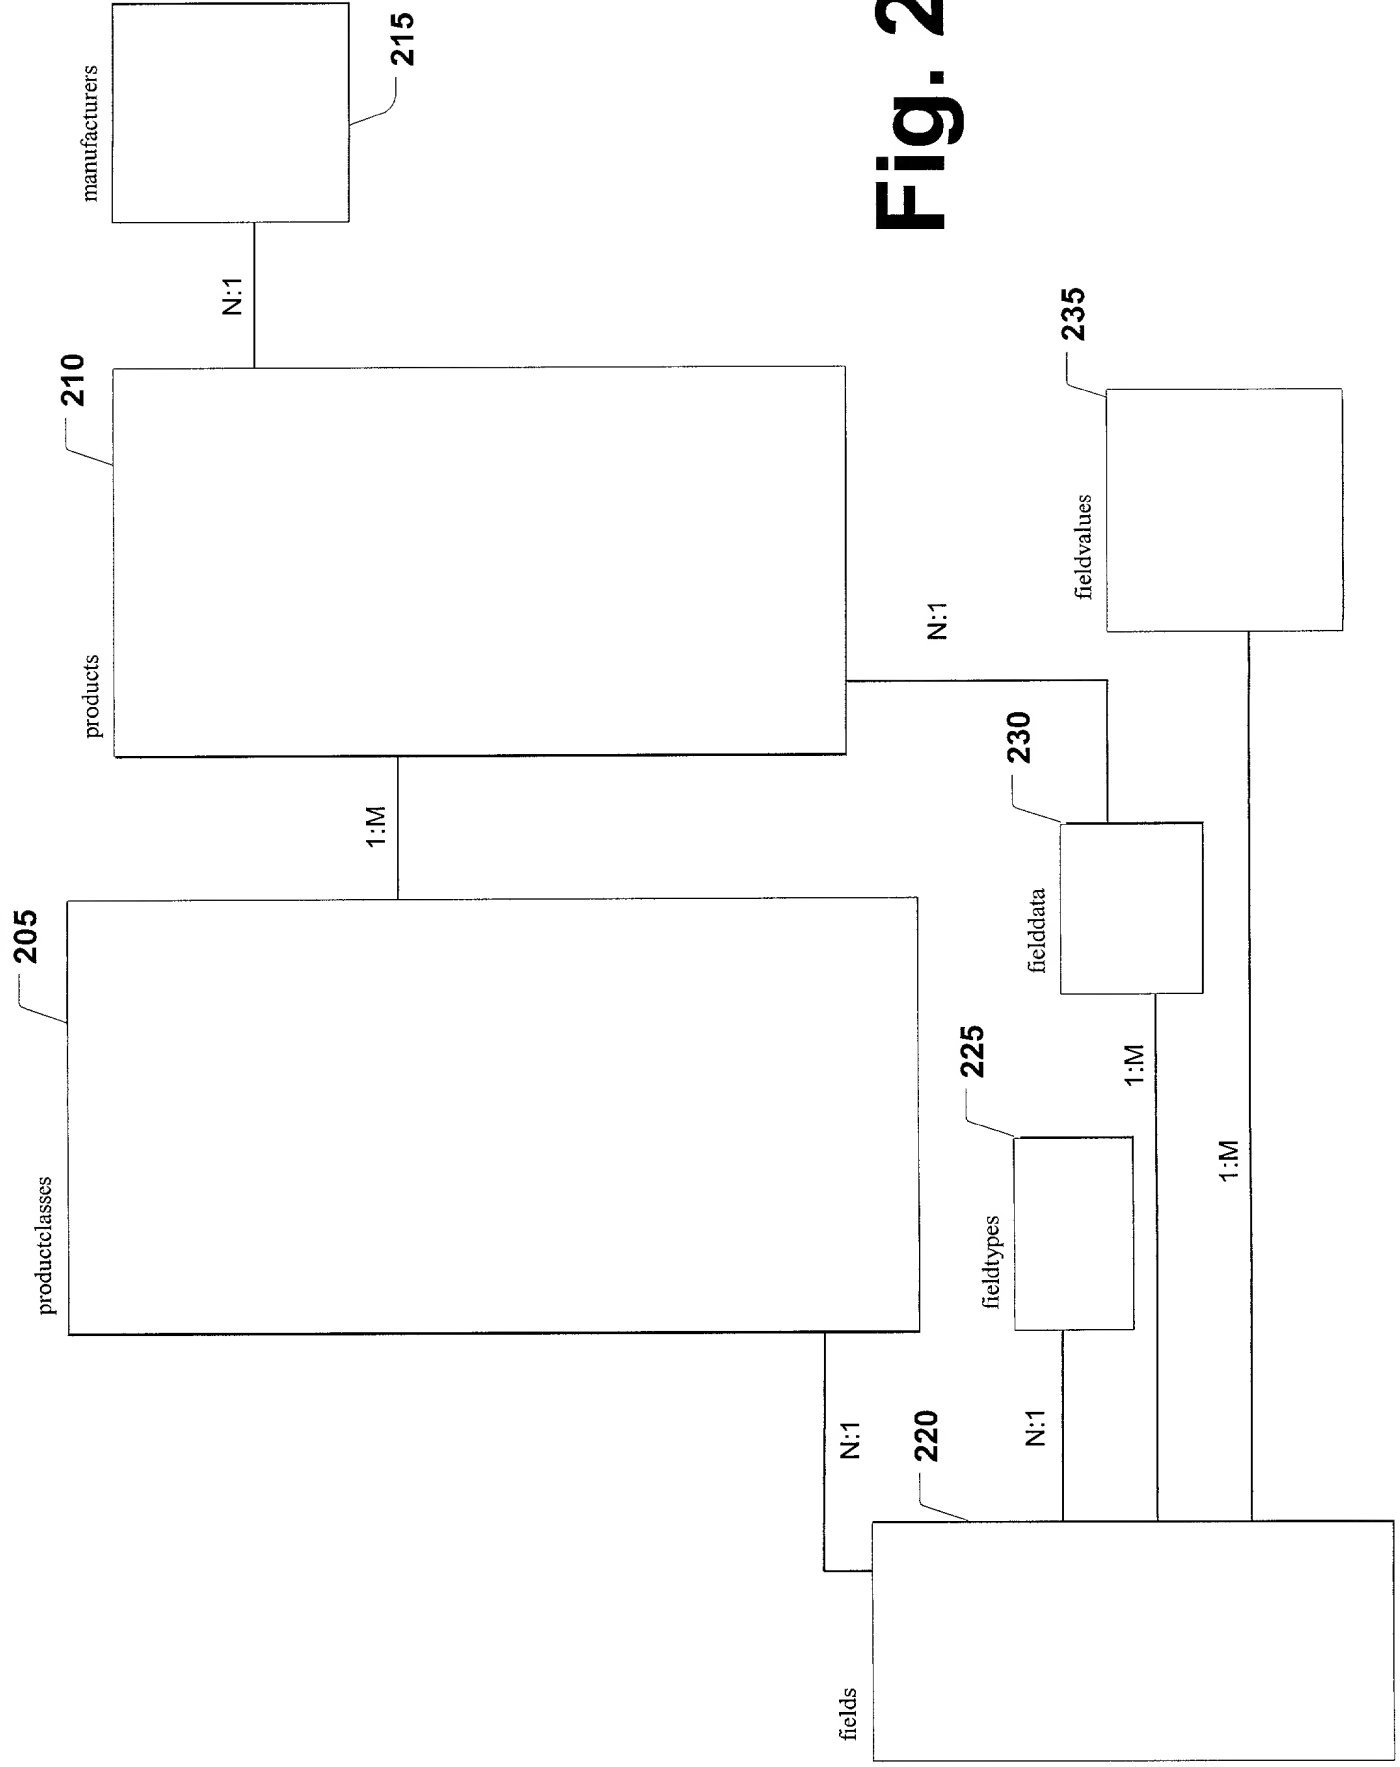 205
productclasses
1:M
210
products
N:1
manufacturers
215
N:1
220
fields
N:1
225
fieldtypes
1:M
230
fielddata
N:1
1:M
235
fieldvalues
Fig. 2